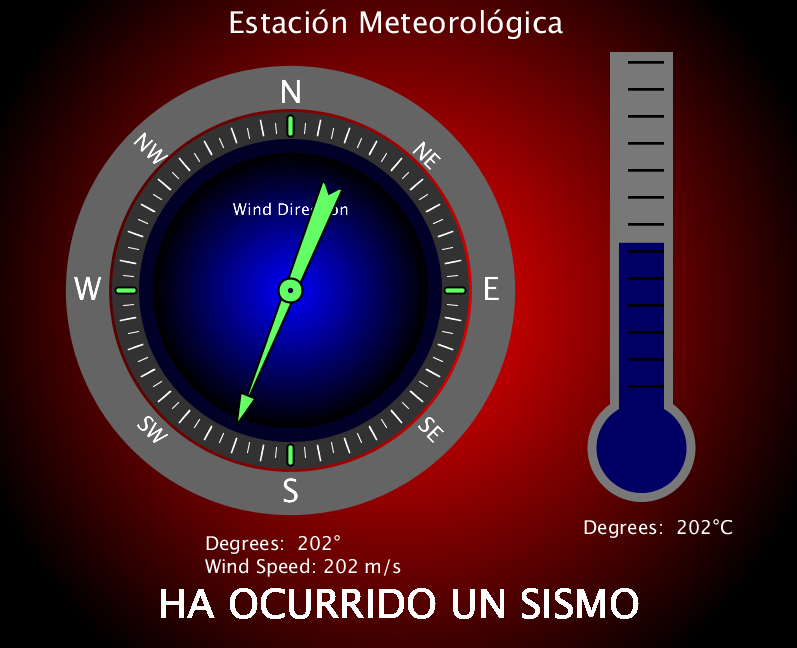 Estación Meteorológica
N
NW
NE
Wind Direction
W
E
SW
SE
S
Degrees: 202°
Wind Speed: 202 m/s
Degrees: 202°C
HA OCURRIDO UN SISMO